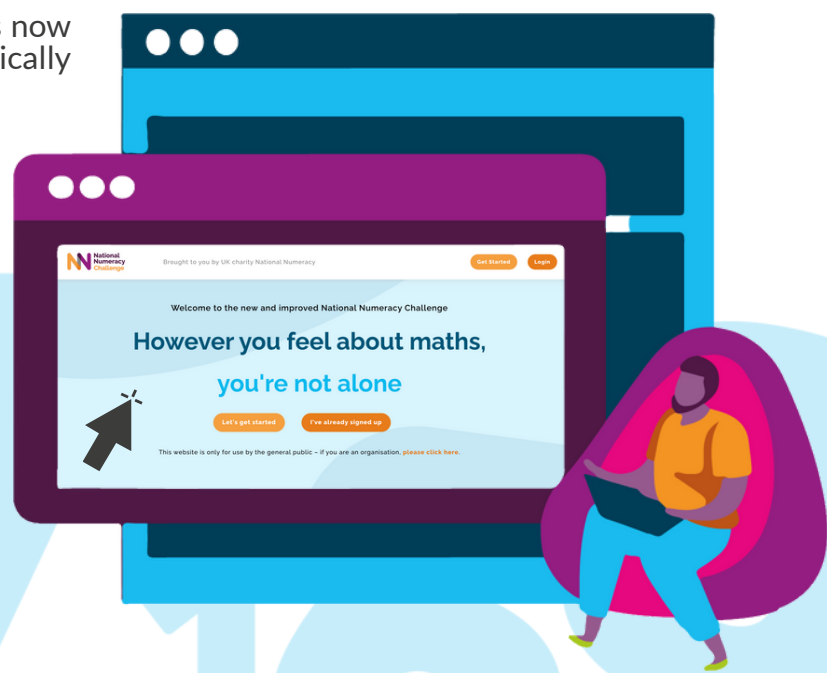 s now
ically
National
Numeracy
Challenge
Brought to you by UK charity National Numeracy
Get Started
Login
Welcome to the new and improved National Numeracy Challenge
However you feel about maths,
you're not alone
Let's get started
I've already signed up
This website is only for use by the general public – if you are an organisation, please click here.